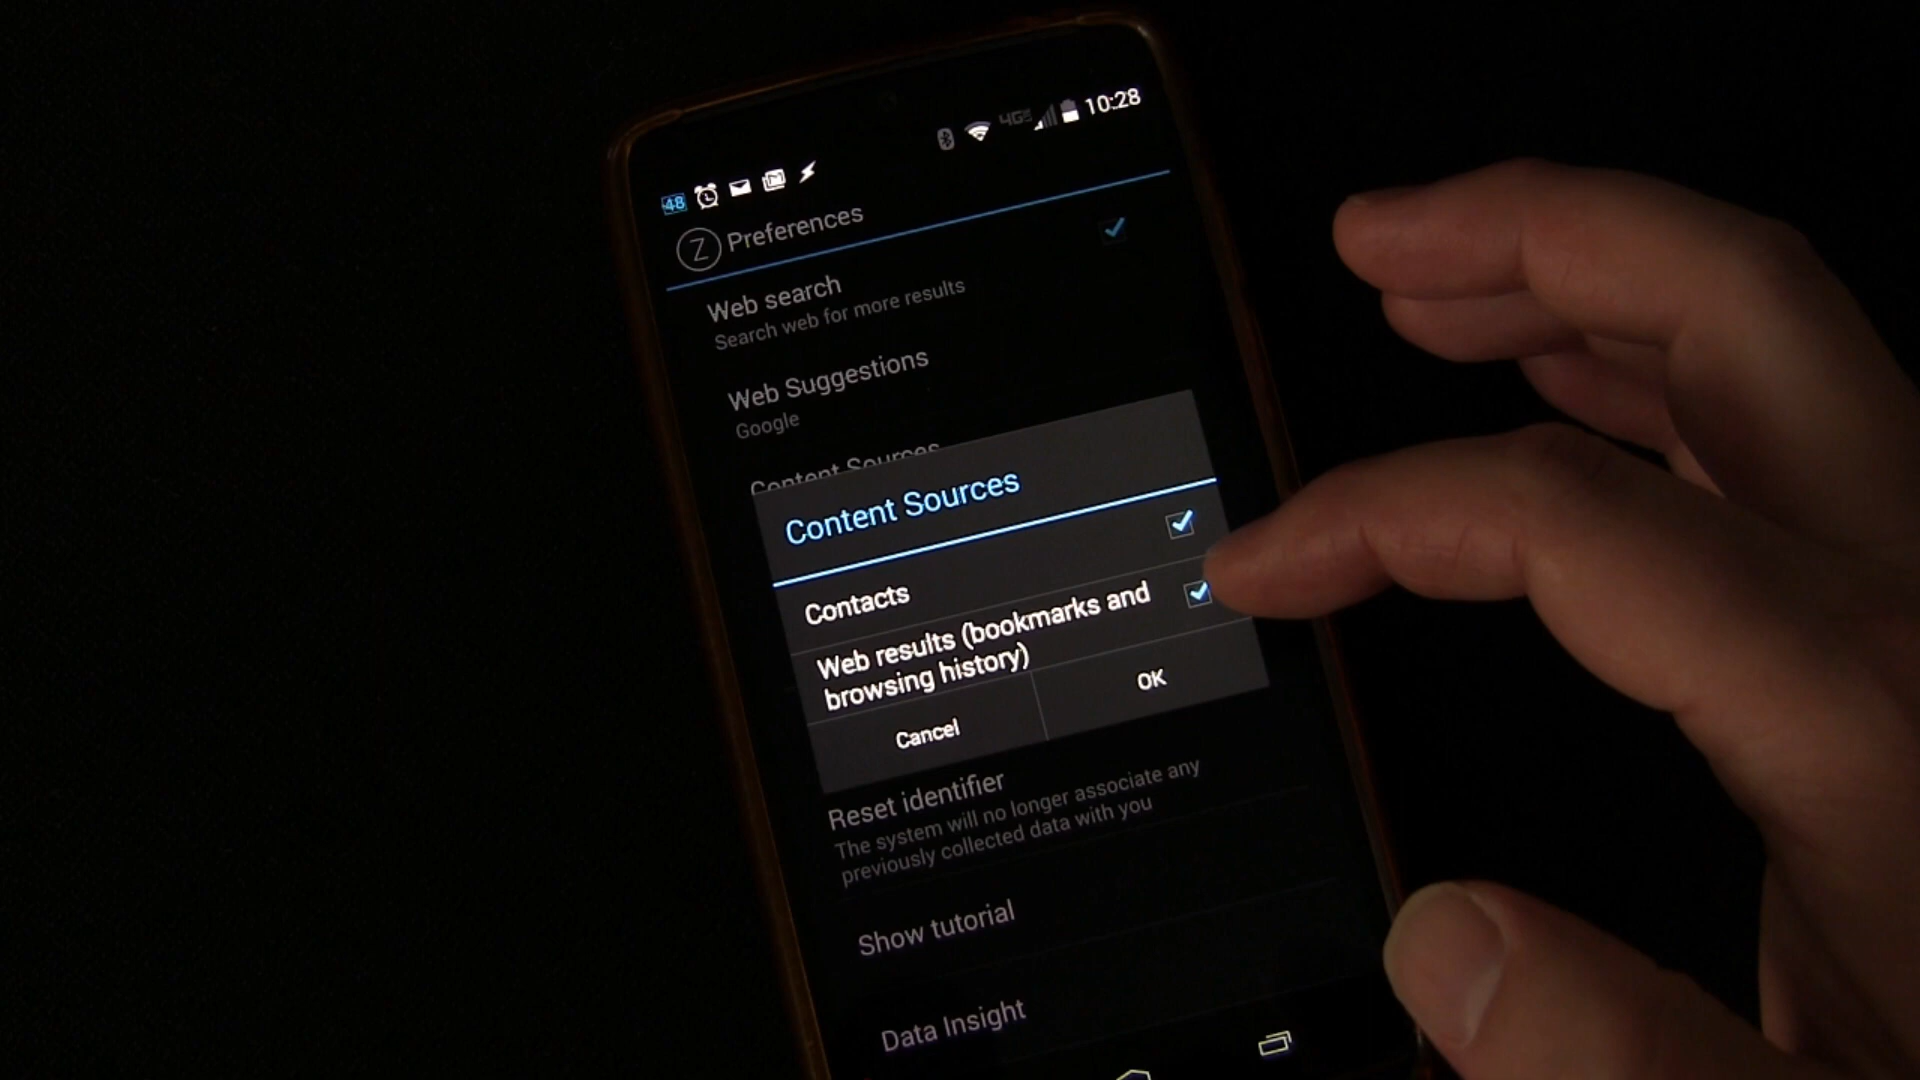 48
4G
10:28
Z Preferences
Web search
Search web for more results
Web Suggestions
Google
Content Sources
Content Sources
Contacts
Web results (bookmarks and
browsing history)
Cancel
OK
Reset identifier
The system will no longer associate any
previously collected data with you
Show tutorial
Data Insight